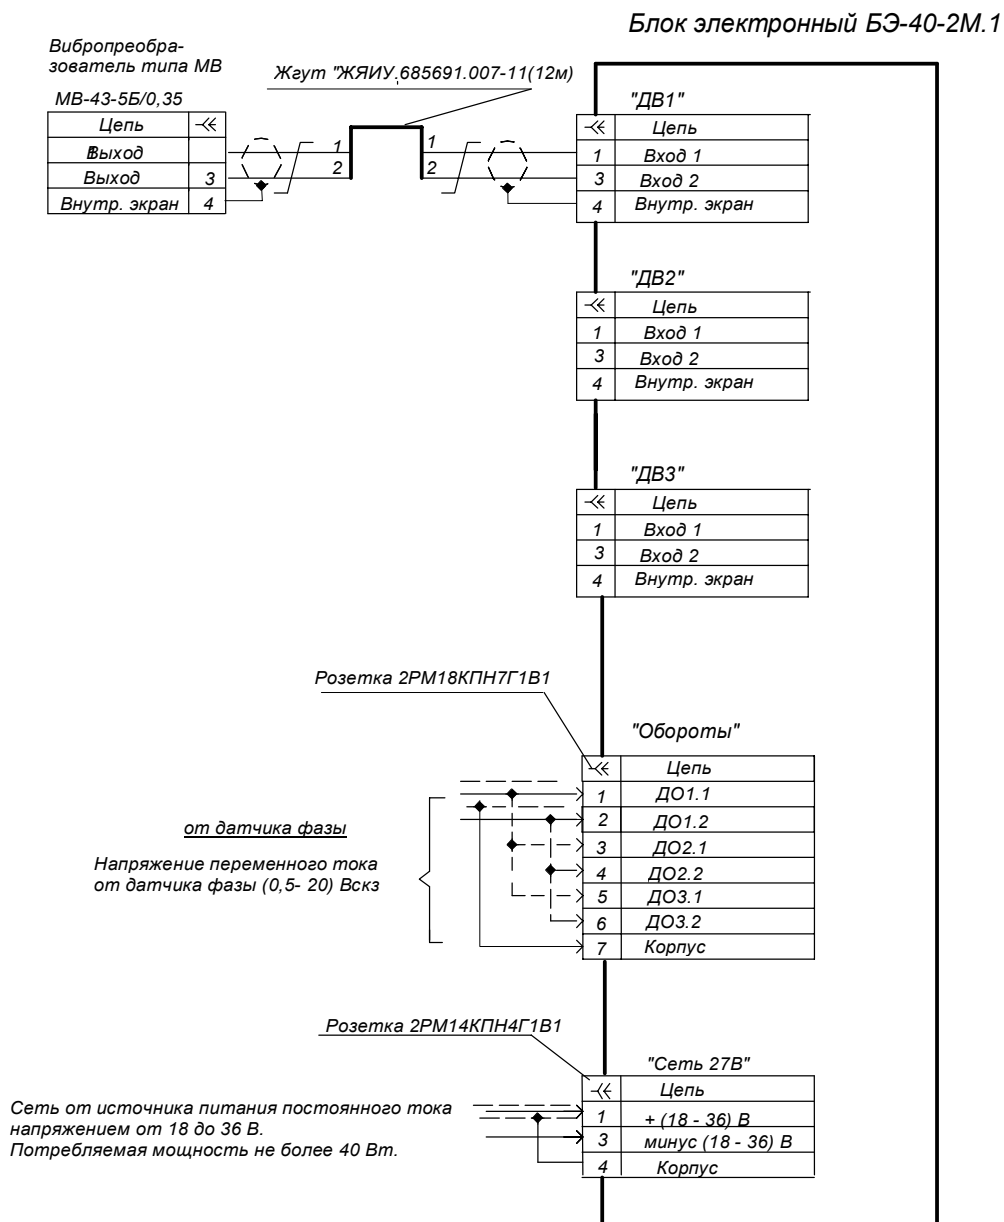 Блок электронный БЭ-40-2М.1
Вибропреобра-
зователь типа МВ
Жгут "ЖЯИУ.685691.007-11(12м)
МВ-43-5Б/0,35
Цепь
Выход 1
Выход 3
Внутр. экран 4
1 1
2 2
"ДВ1"
Цепь
1 Вход 1
3 Вход 2
4 Внутр. экран
"ДВ2"
Цепь
1 Вход 1
3 Вход 2
4 Внутр. экран
"ДВ3"
Цепь
1 Вход 1
3 Вход 2
4 Внутр. экран
Розетка 2РМ18КПН7Г1В1
"Обороты"
Цепь
1 ДО1.1
2 ДО1.2
3 ДО2.1
4 ДО2.2
5 ДО3.1
6 ДО3.2
7 Корпус
от датчика фазы
Напряжение переменного тока
от датчика фазы (0,5- 20) Вскз
Розетка 2РМ14КПН4Г1В1
"Сеть 27В"
Цепь
1 + (18 - 36) В
3 минус (18 - 36) В
4 Корпус
Сеть от источника питания постоянного тока
напряжением от 18 до 36 В.
Потребляемая мощность не более 40 Вт.